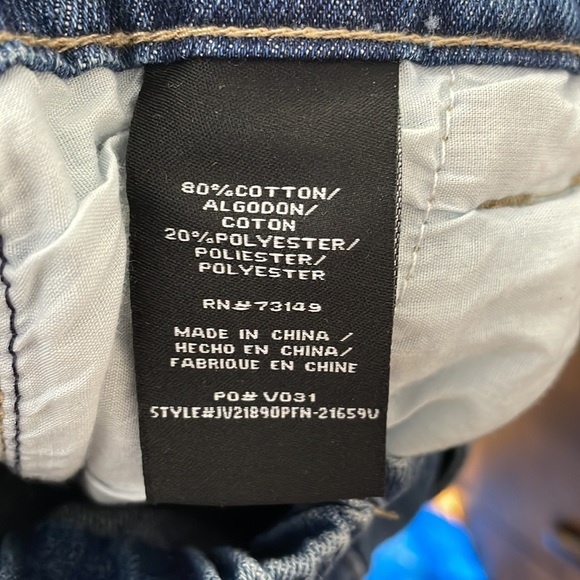 80%COTTON/
ALGODON/
COTON
20%POLYESTER/
POLIESTER/
POLYESTER
RN#73149
MADE IN CHINA /
HECHO EN CHINA/
FABRIQUE EN CHINE
PO# V031
STYLE#JV21890PFN-21659V